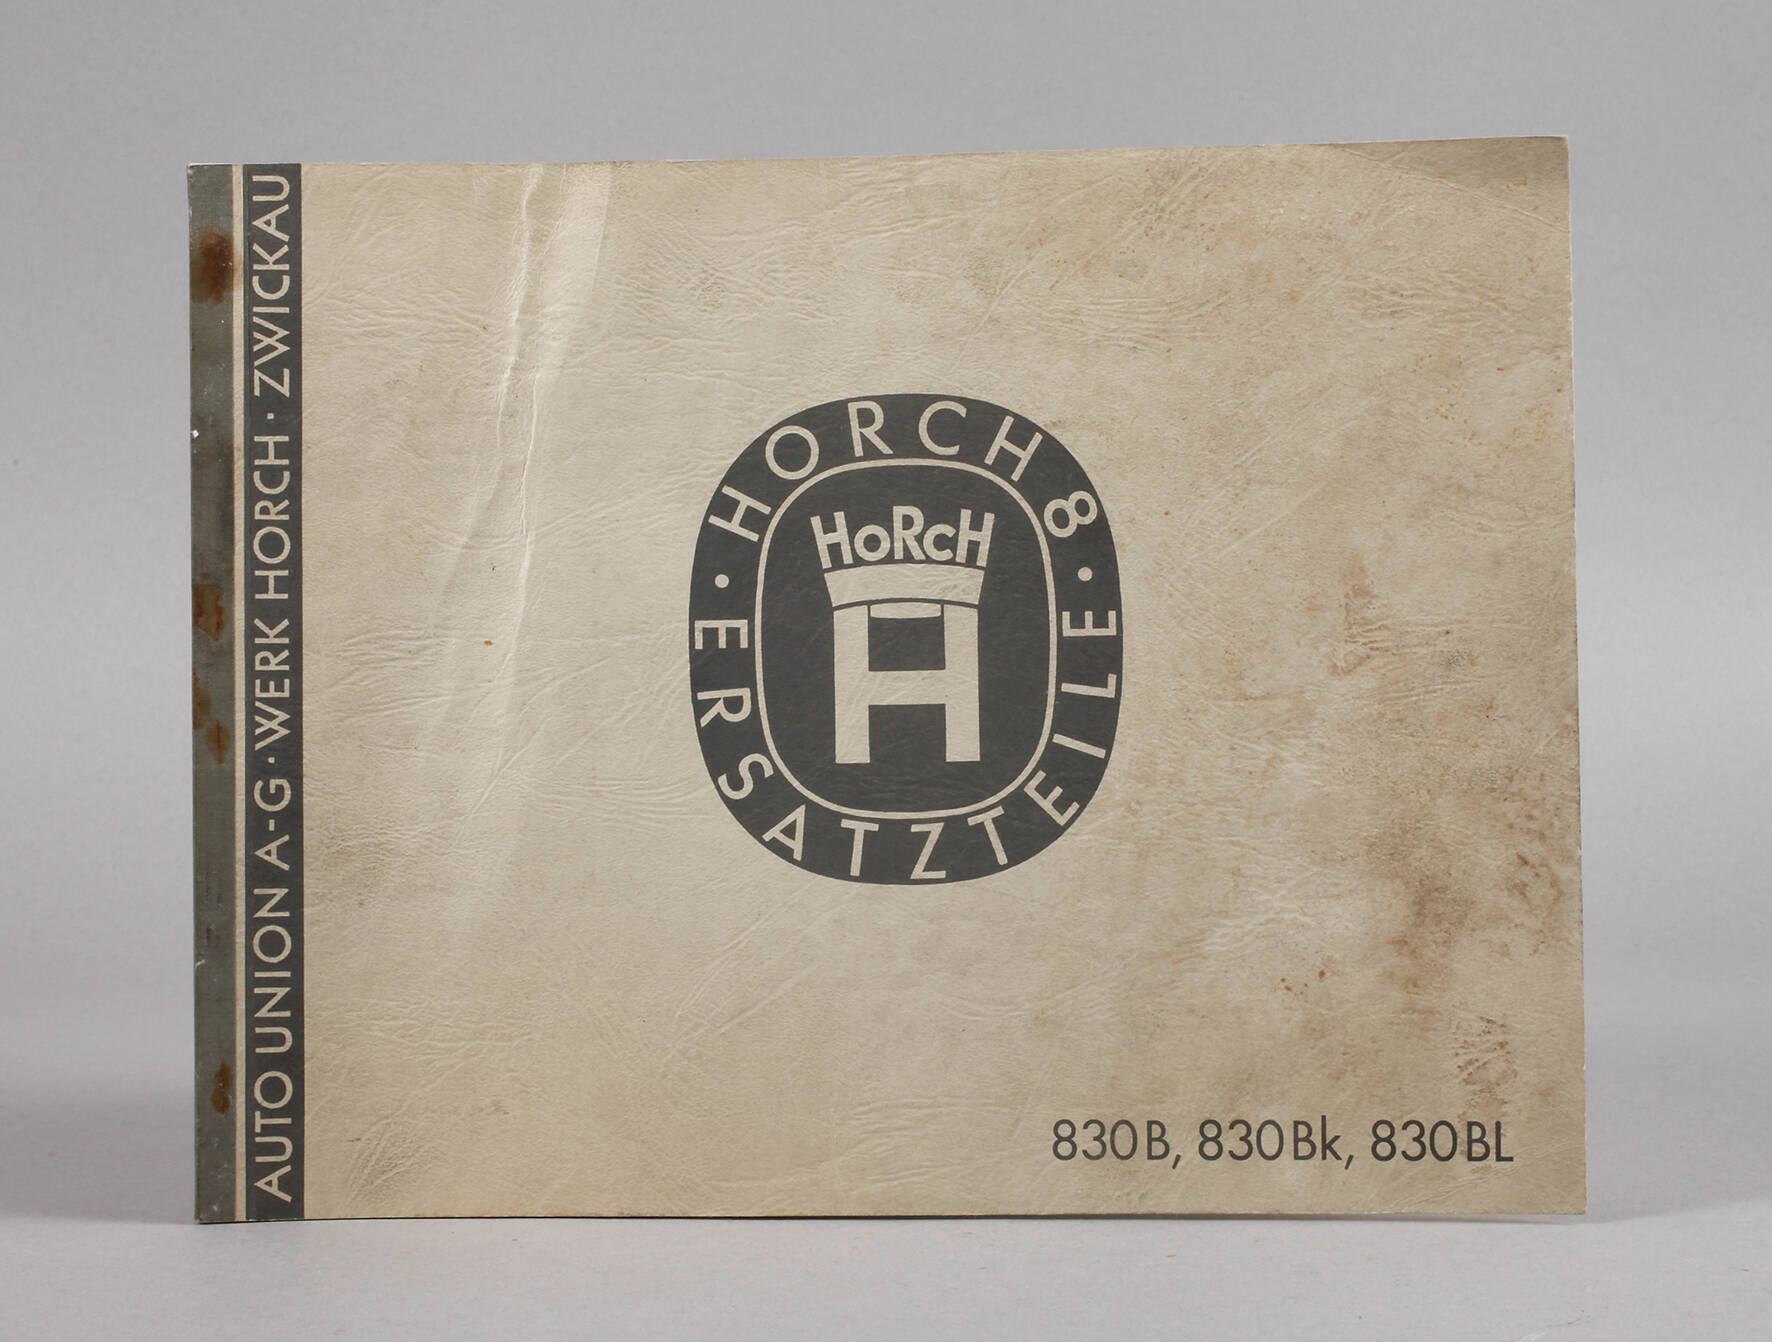 AUTO UNION A-G · WERK HORCH · ZWICKAU
· HORCH 8 ·
HORCH
H
ERSATZTEILE
830B, 830Bk, 830BL